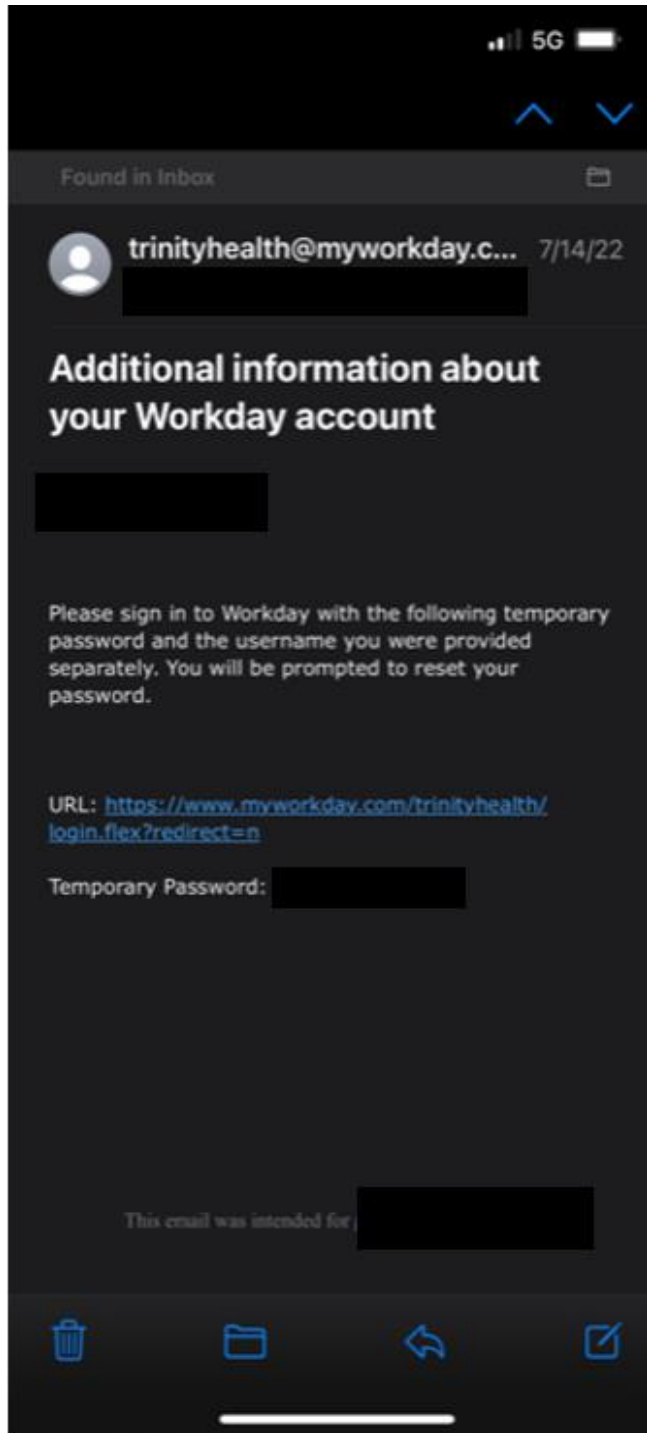 5G
Found in Inbox
trinityhealth@myworkday.c... 7/14/22
Additional information about
your Workday account
Please sign in to Workday with the following temporary
password and the username you were provided
separately. You will be prompted to reset your
password.
URL: https://www.myworkday.com/trinityhealth/
login.flex?redirect=n
Temporary Password:
This email was intended for